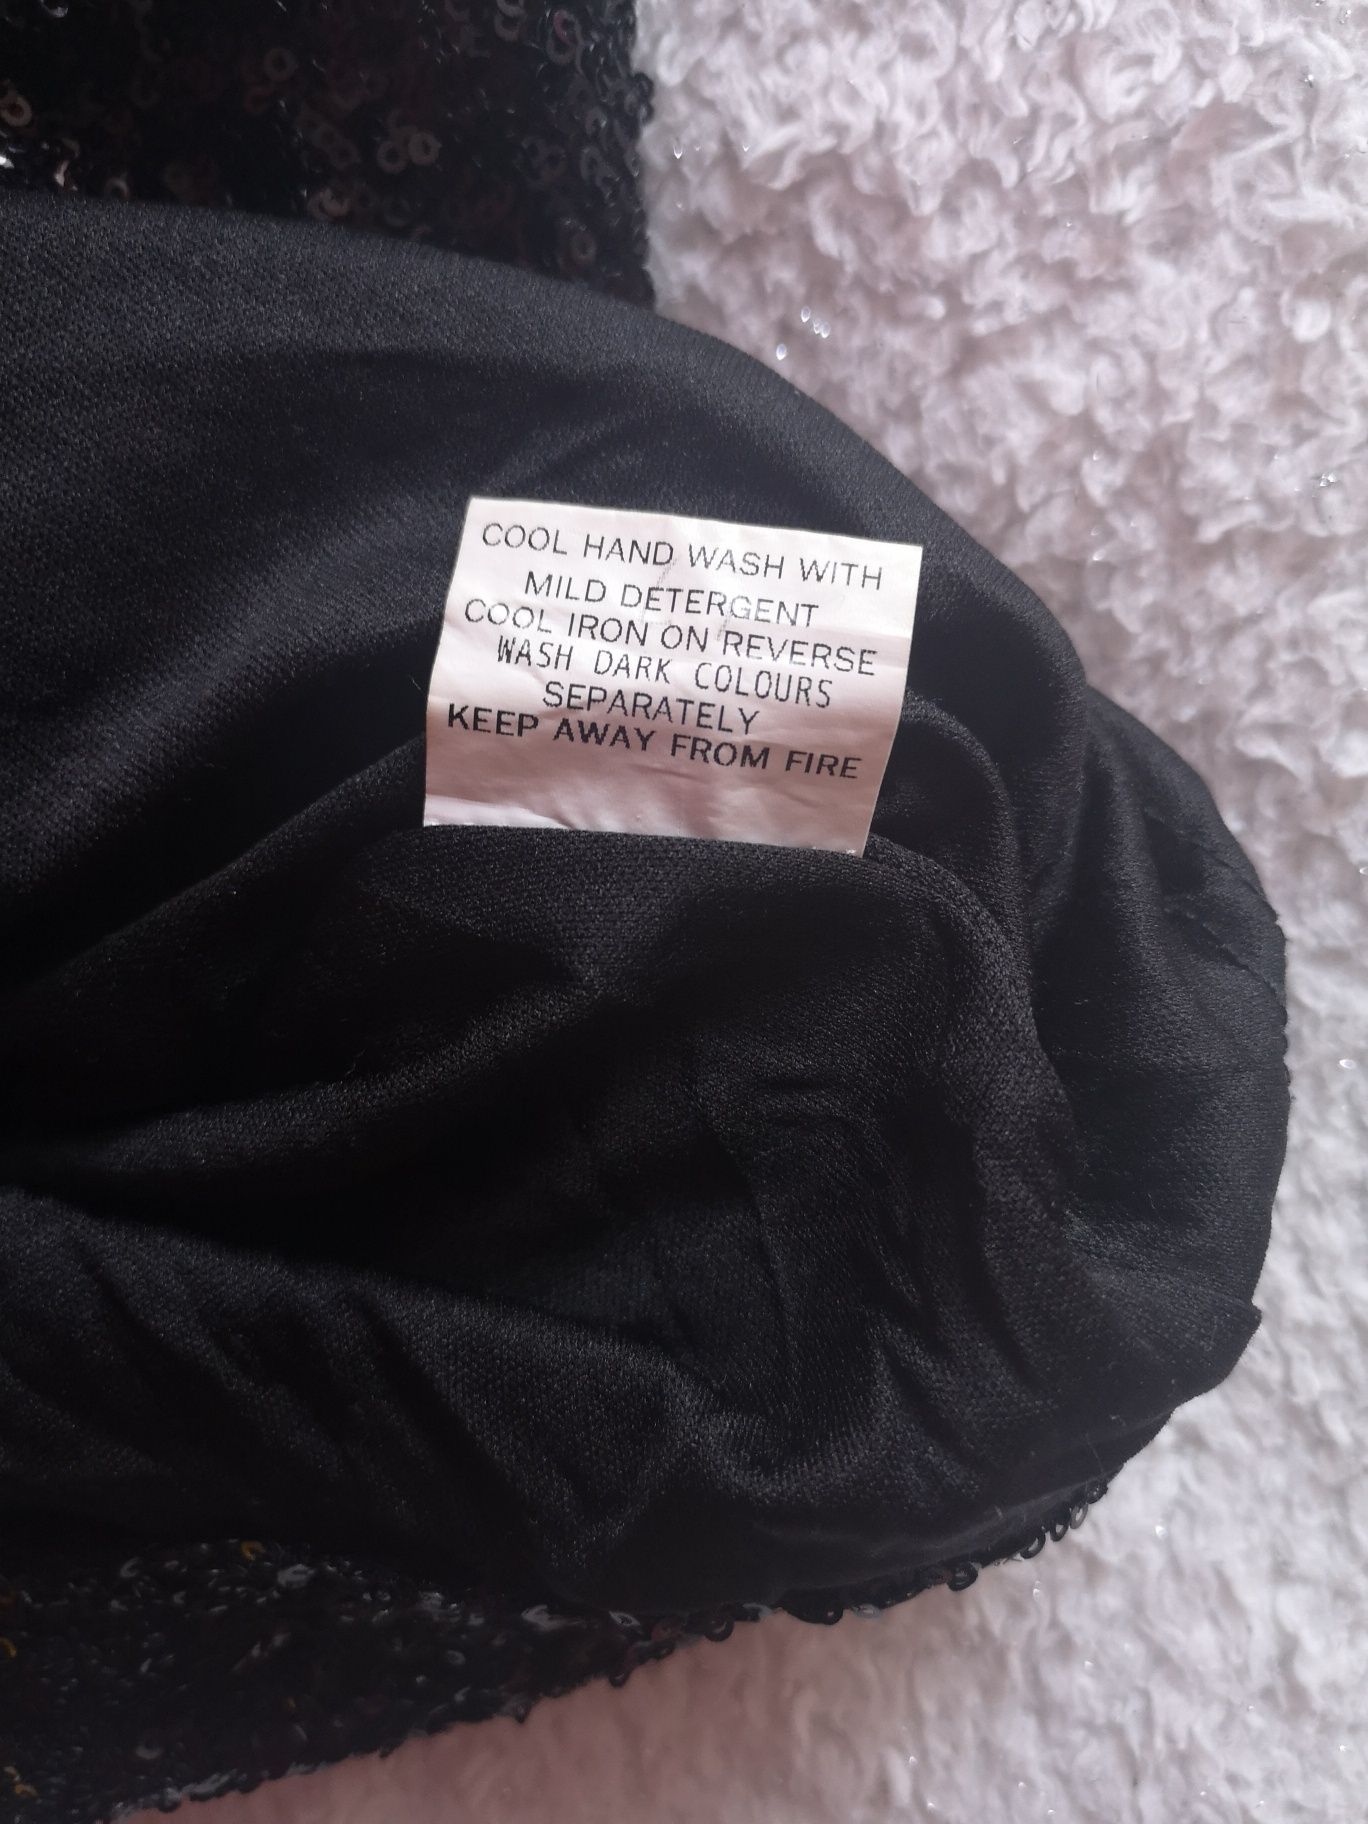 COOL HAND WASH WITH
MILD DETERGENT
COOL IRON ON REVERSE
WASH DARK COLOURS
SEPARATELY
KEEP AWAY FROM FIRE